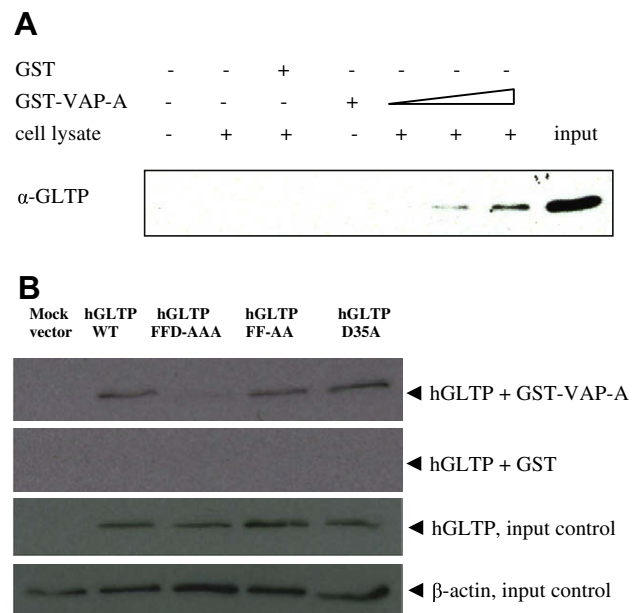 A
GST - - + - - - -
GST-VAP-A - - - +
cell lysate - + + - + + + input
α-GLTP
B
Mock vector hGLTP WT hGLTP FFD-AAA hGLTP FF-AA hGLTP D35A
◄ hGLTP + GST-VAP-A
◄ hGLTP + GST
◄ hGLTP, input control
◄ β-actin, input control